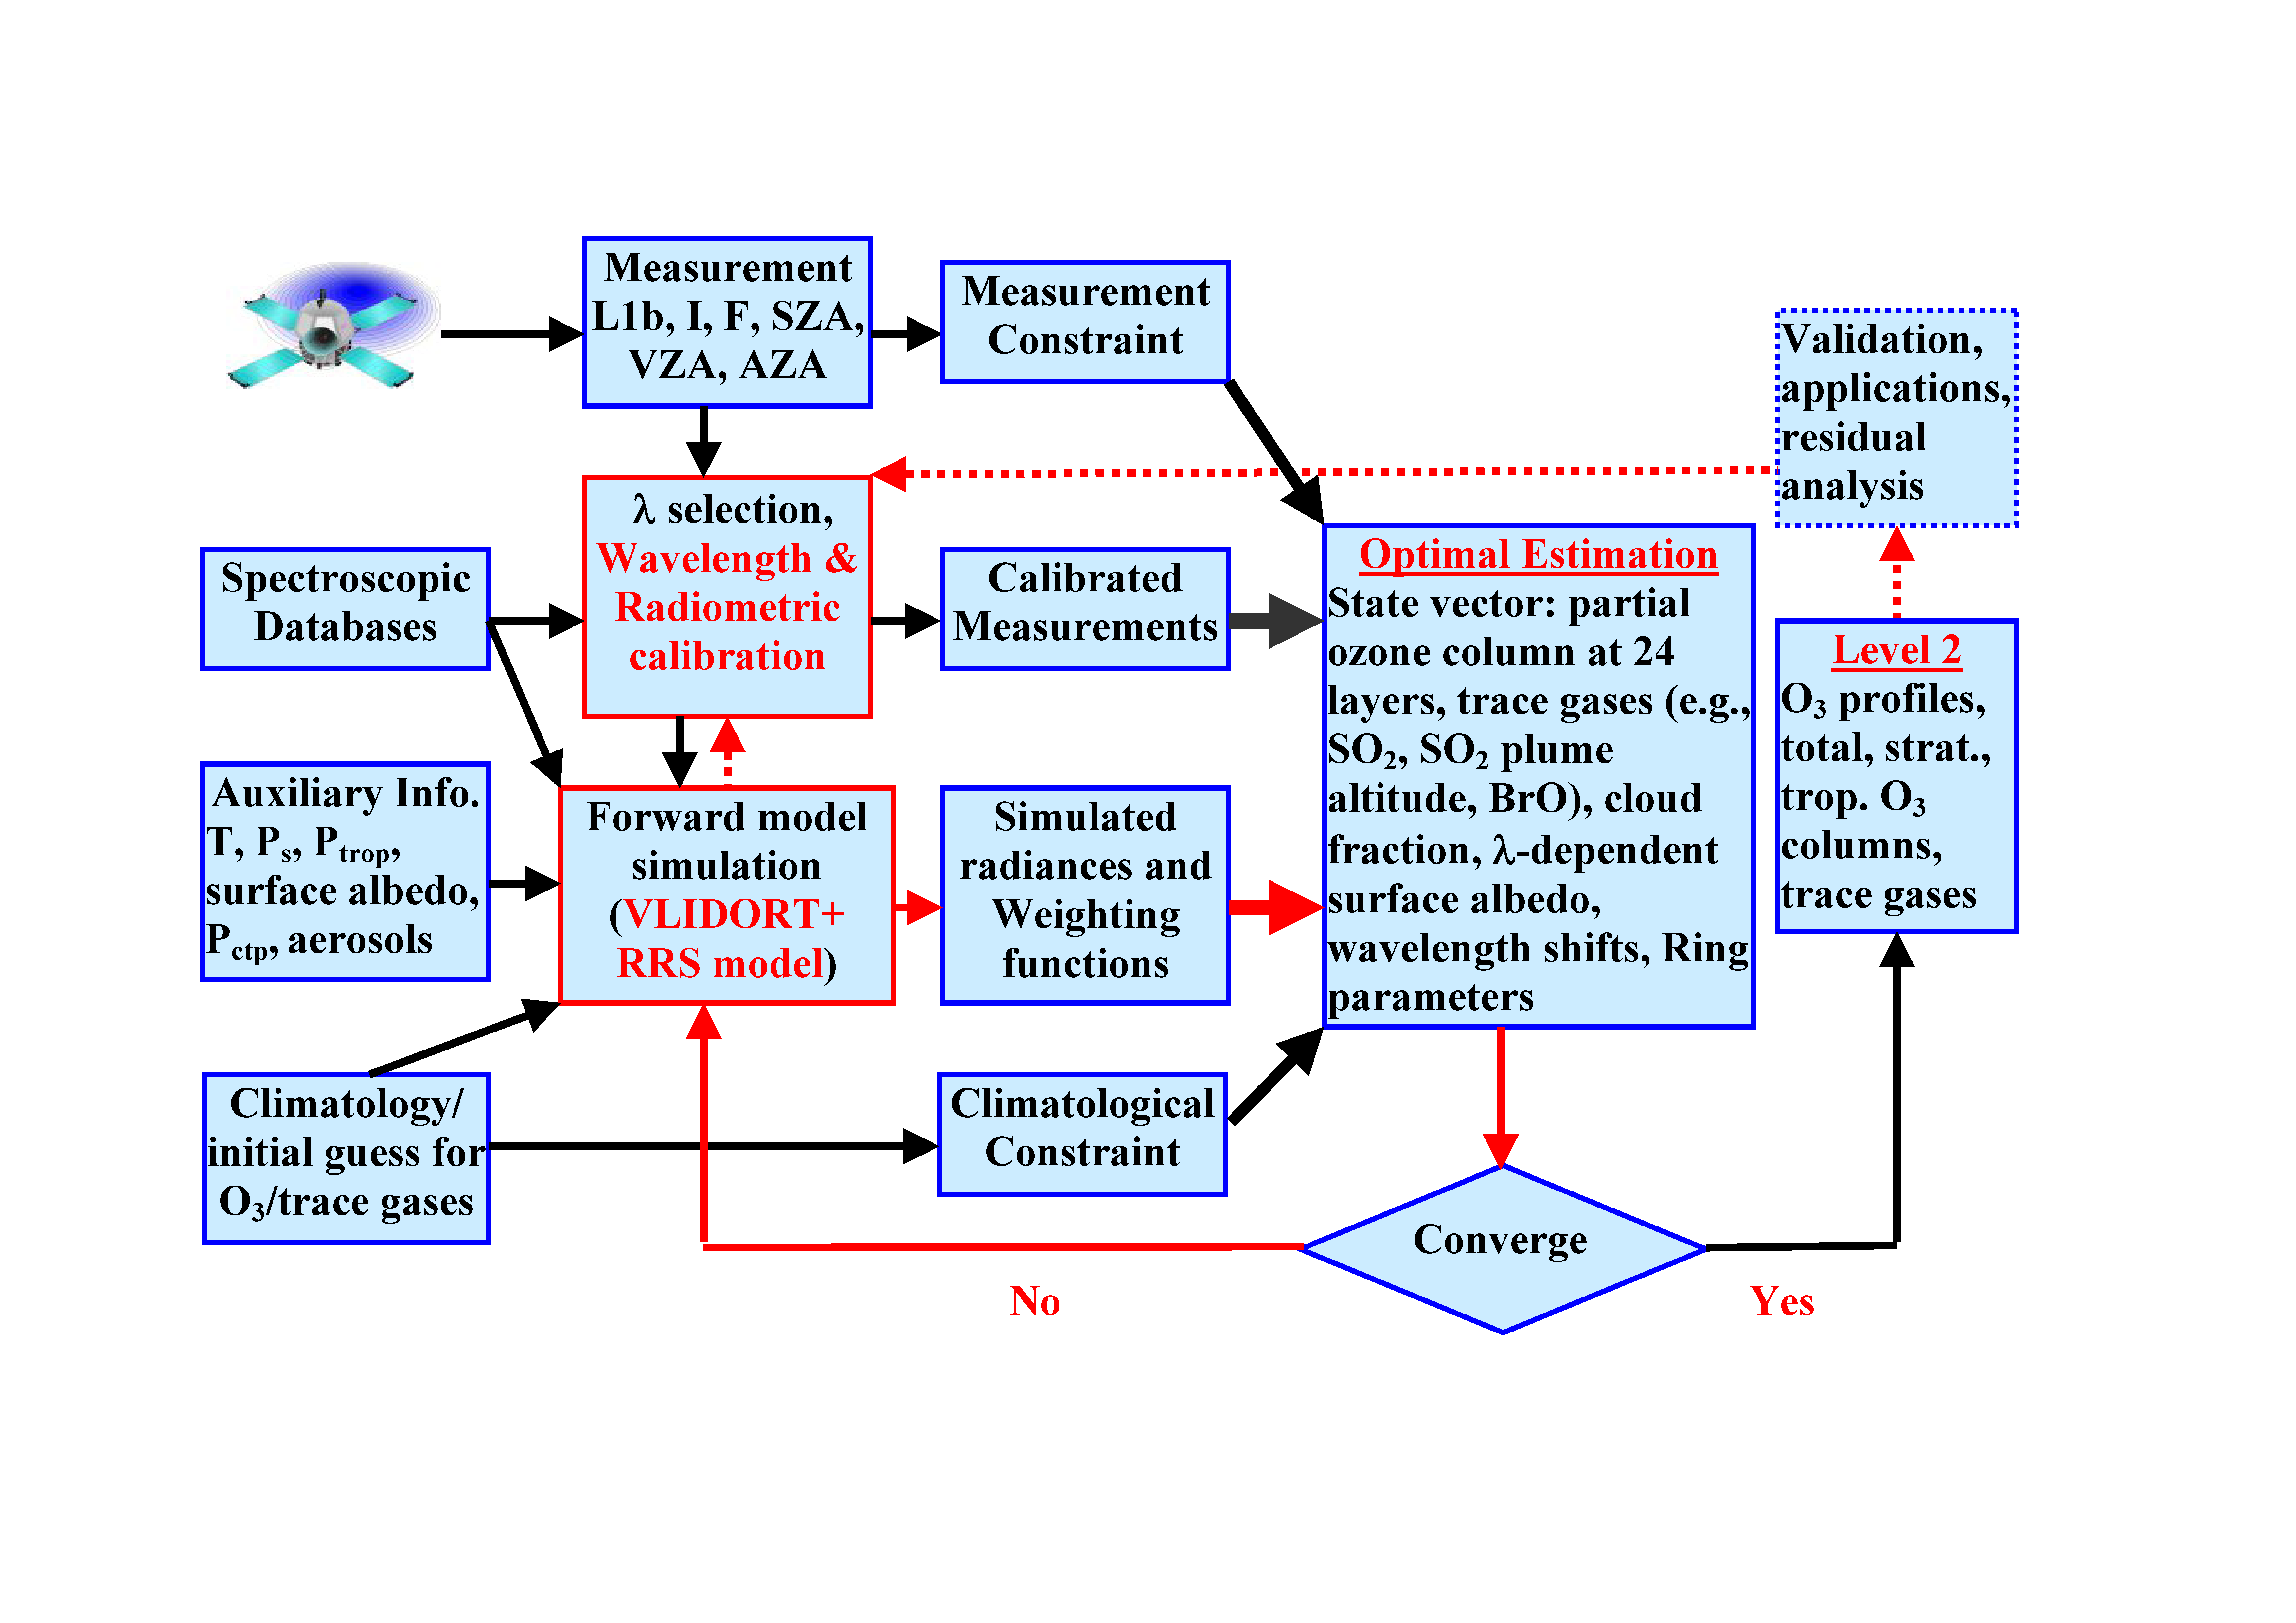 Measurement
L1b, I, F, SZA,
VZA, AZA
Measurement
Constraint
Validation,
applications,
residual
analysis
λ selection,
Wavelength &
Radiometric
calibration
Spectroscopic
Databases
Calibrated
Measurements
Optimal Estimation
State vector: partial
ozone column at 24
layers, trace gases (e.g.,
SO₂, SO₂ plume
altitude, BrO), cloud
fraction, λ-dependent
surface albedo,
wavelength shifts, Ring
parameters
Level 2
O₃ profiles,
total, strat.,
trop. O₃
columns,
trace gases
Auxiliary Info.
T, Pₛ, Pₜᵣₒₚ,
surface albedo,
P_ctp, aerosols
Forward model
simulation
(VLIDORT+
RRS model)
Simulated
radiances and
Weighting
functions
Climatology/
initial guess for
O₃/trace gases
Climatological
Constraint
Converge
No
Yes